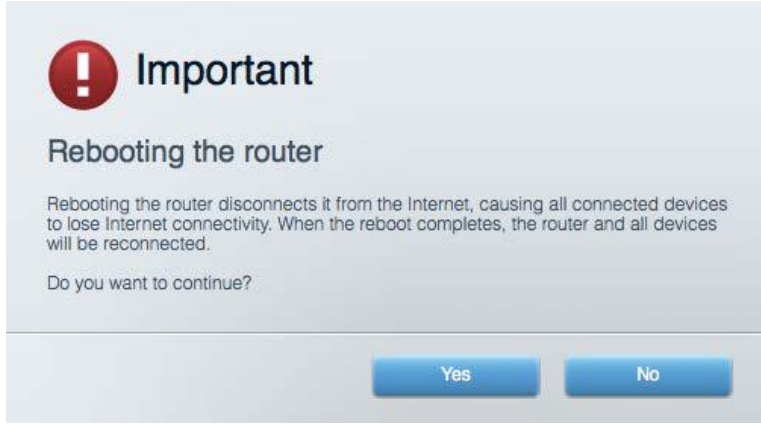 Important
Rebooting the router
Rebooting the router disconnects it from the Internet, causing all connected devices
to lose Internet connectivity. When the reboot completes, the router and all devices
will be reconnected.
Do you want to continue?
Yes No